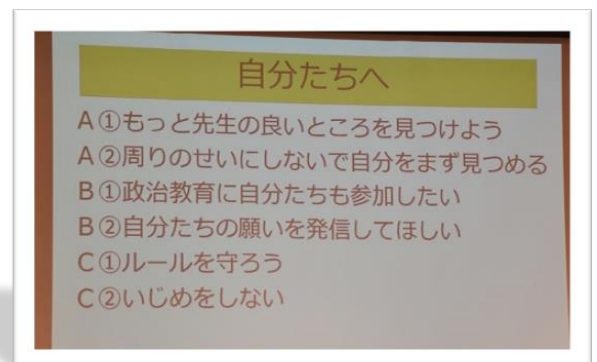 自分たちへ
A①もっと先生の良いところを見つけよう
A②周りのせいにしないで自分をまず見つめる
B①政治教育に自分たちも参加したい
B②自分たちの願いを発信してほしい
C①ルールを守ろう
C②いじめをしない